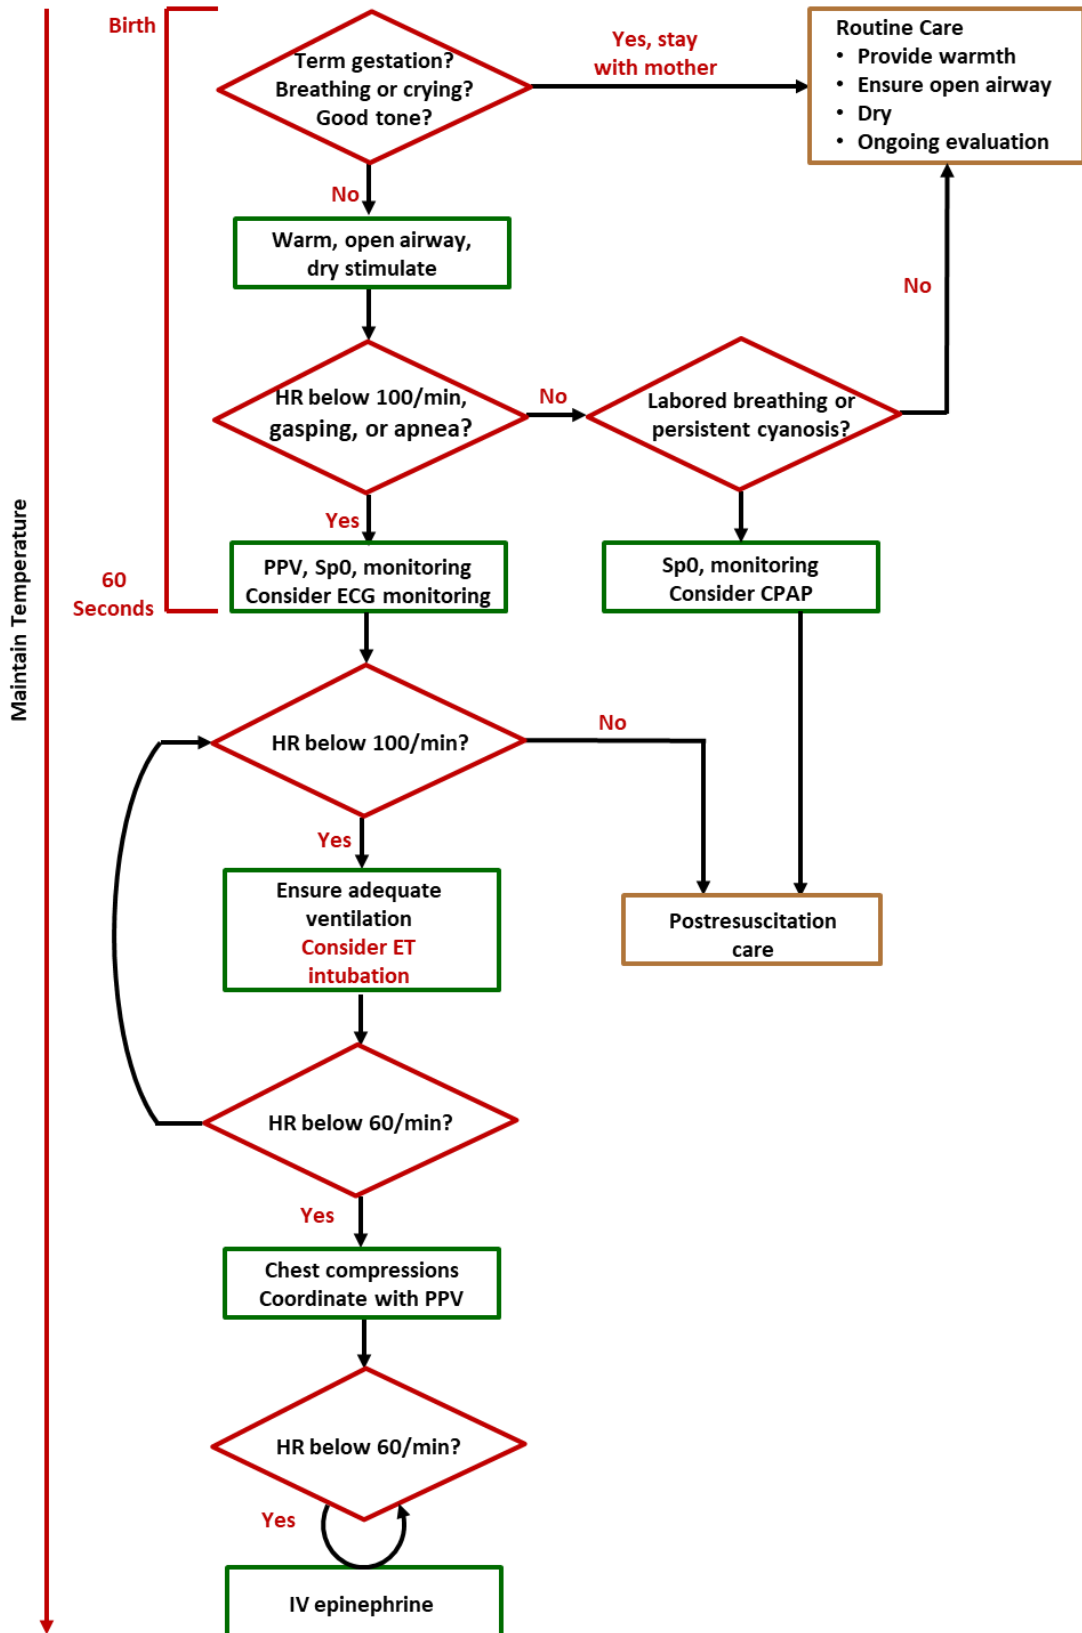 Birth
Term gestation?
Breathing or crying?
Good tone?
Yes, stay
with mother
Routine Care
• Provide warmth
• Ensure open airway
• Dry
• Ongoing evaluation
No
Warm, open airway,
dry stimulate
No
HR below 100/min,
gasping, or apnea?
No
Labored breathing or
persistent cyanosis?
Yes
60
Seconds
PPV, Sp0, monitoring
Consider ECG monitoring
Sp0, monitoring
Consider CPAP
Maintain Temperature
HR below 100/min?
No
Yes
Ensure adequate
ventilation
Consider ET
intubation
Postresuscitation
care
HR below 60/min?
Yes
Chest compressions
Coordinate with PPV
HR below 60/min?
Yes
IV epinephrine